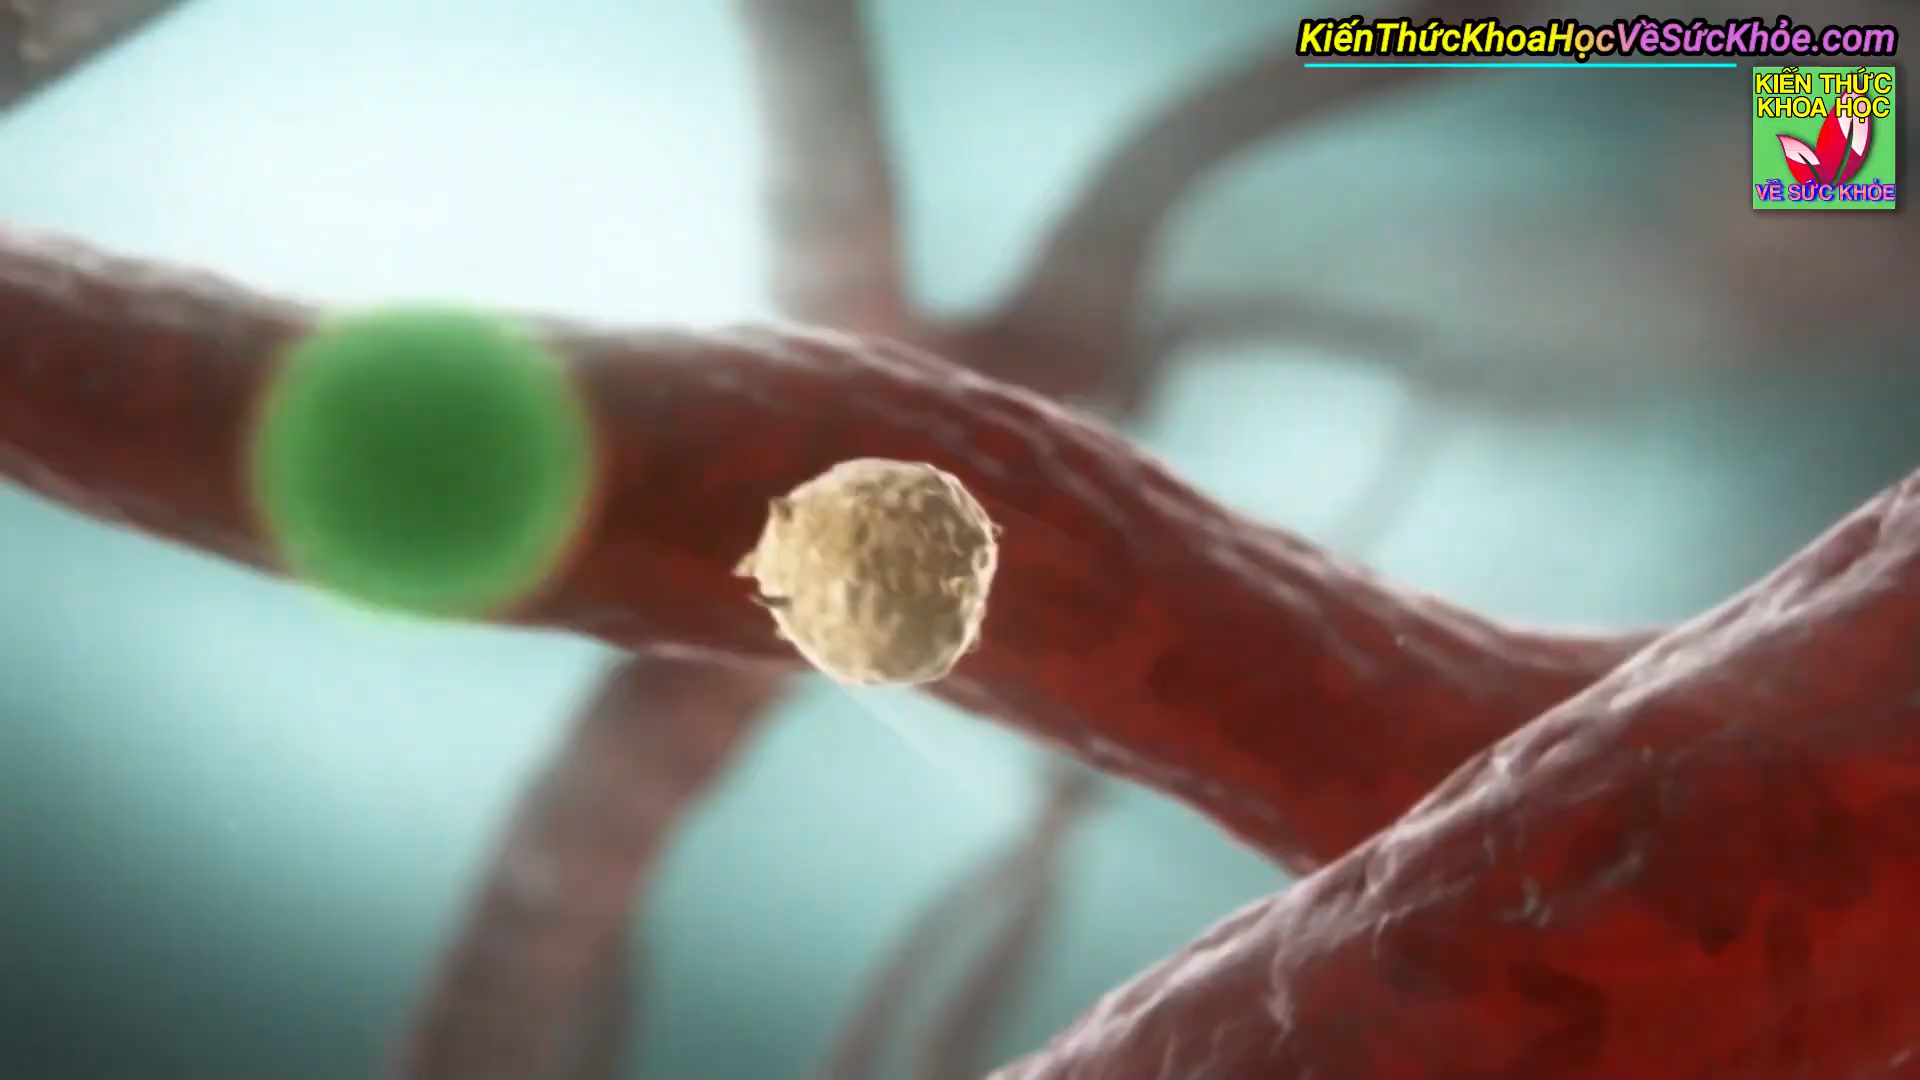 KiếnThứcKhoaHọcVềSứcKhỏe.com
KIẾN THỨC
KHOA HỌC
VỀ SỨC KHỎE